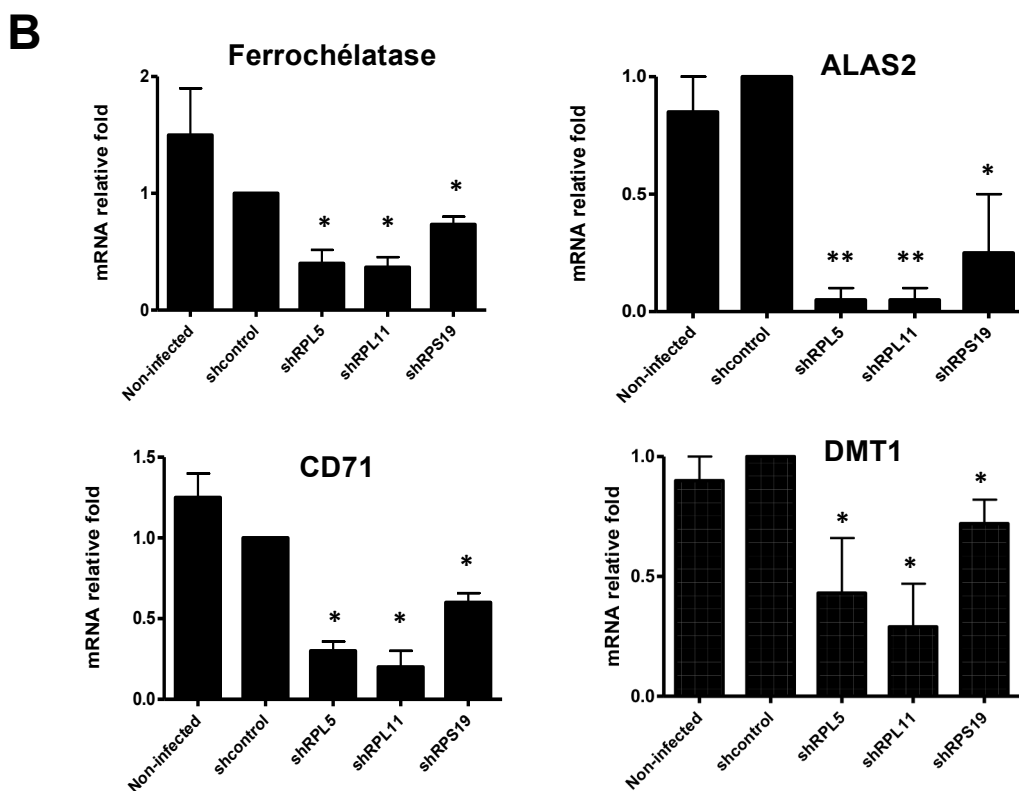 B
Ferrochélatase
mRNA relative fold
2
1
0
*
*
*
Non-infected
shcontrol
shRPL5
shRPL11
shRPS19
ALAS2
mRNA relative fold
1.0
0.5
0.0
**
**
*
Non-infected
shcontrol
shRPL5
shRPL11
shRPS19
CD71
mRNA relative fold
1.5
1.0
0.5
0.0
*
*
*
Non-infected
shcontrol
shRPL5
shRPL11
shRPS19
DMT1
mRNA relative fold
1.0
0.5
0.0
*
*
*
Non-infected
shcontrol
shRPL5
shRPL11
shRPS19